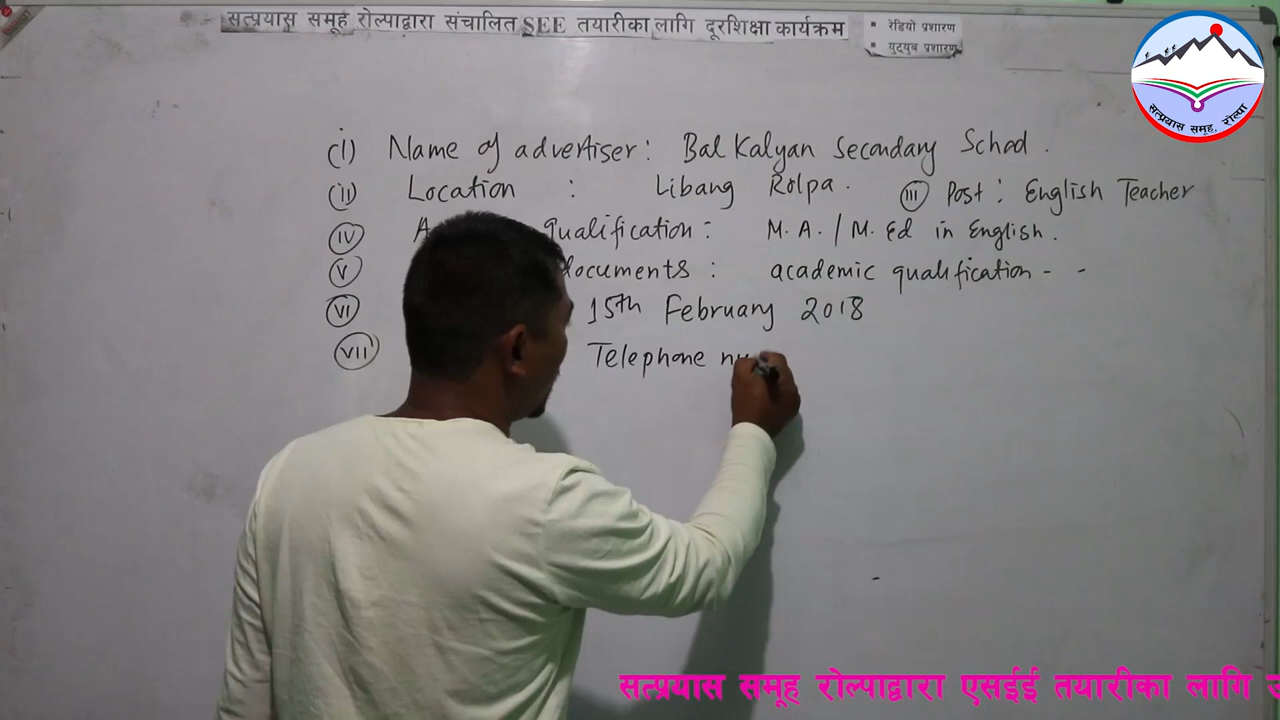 सत्प्रयास समूह रोल्पाद्वारा संचालित SEE तयारीका लागि दूरशिक्षा कार्यक्रम
▪ रेडियो प्रशारण
▪ युट्युब प्रशारण
सत्प्रयास समूह, रोल्पा
(i) Name of advertiser: Bal Kalyan Secondary School.
(ii) Location : Libang Rolpa. (III) Post: English Teacher
(IV) qualification: M.A./M.Ed in English.
(V) documents: academic qualification - -
(VI) 15th February 2018
(VII) Telephone
सत्प्रयास समूह रोल्पाद्वारा एसईई तयारीका लागि